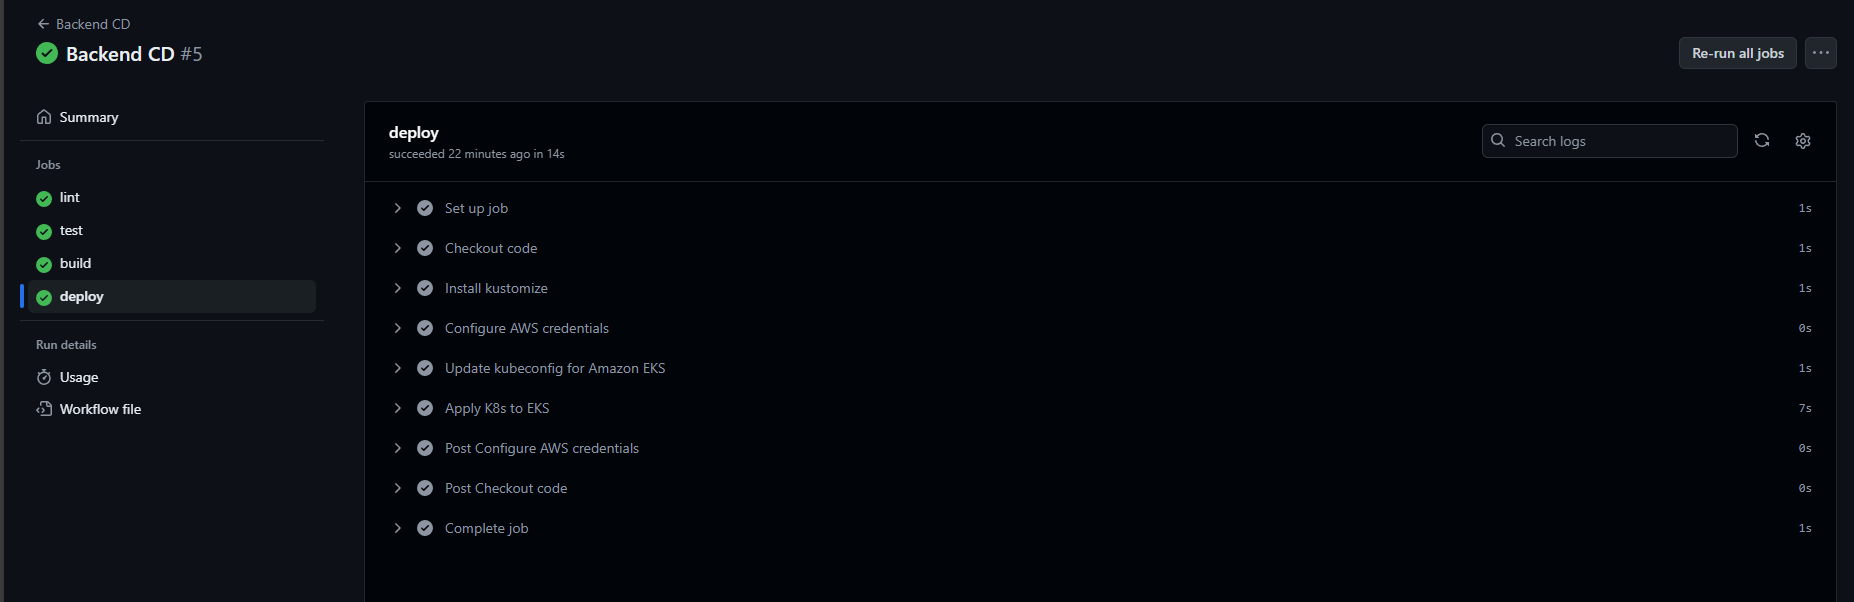 Backend CD
Backend CD #5
Re-run all jobs
Summary
Jobs
lint
test
build
deploy
Run details
Usage
Workflow file
deploy
succeeded 22 minutes ago in 14s
Search logs
Set up job 1s
Checkout code 1s
Install kustomize 1s
Configure AWS credentials 0s
Update kubeconfig for Amazon EKS 1s
Apply K8s to EKS 7s
Post Configure AWS credentials 0s
Post Checkout code 0s
Complete job 1s